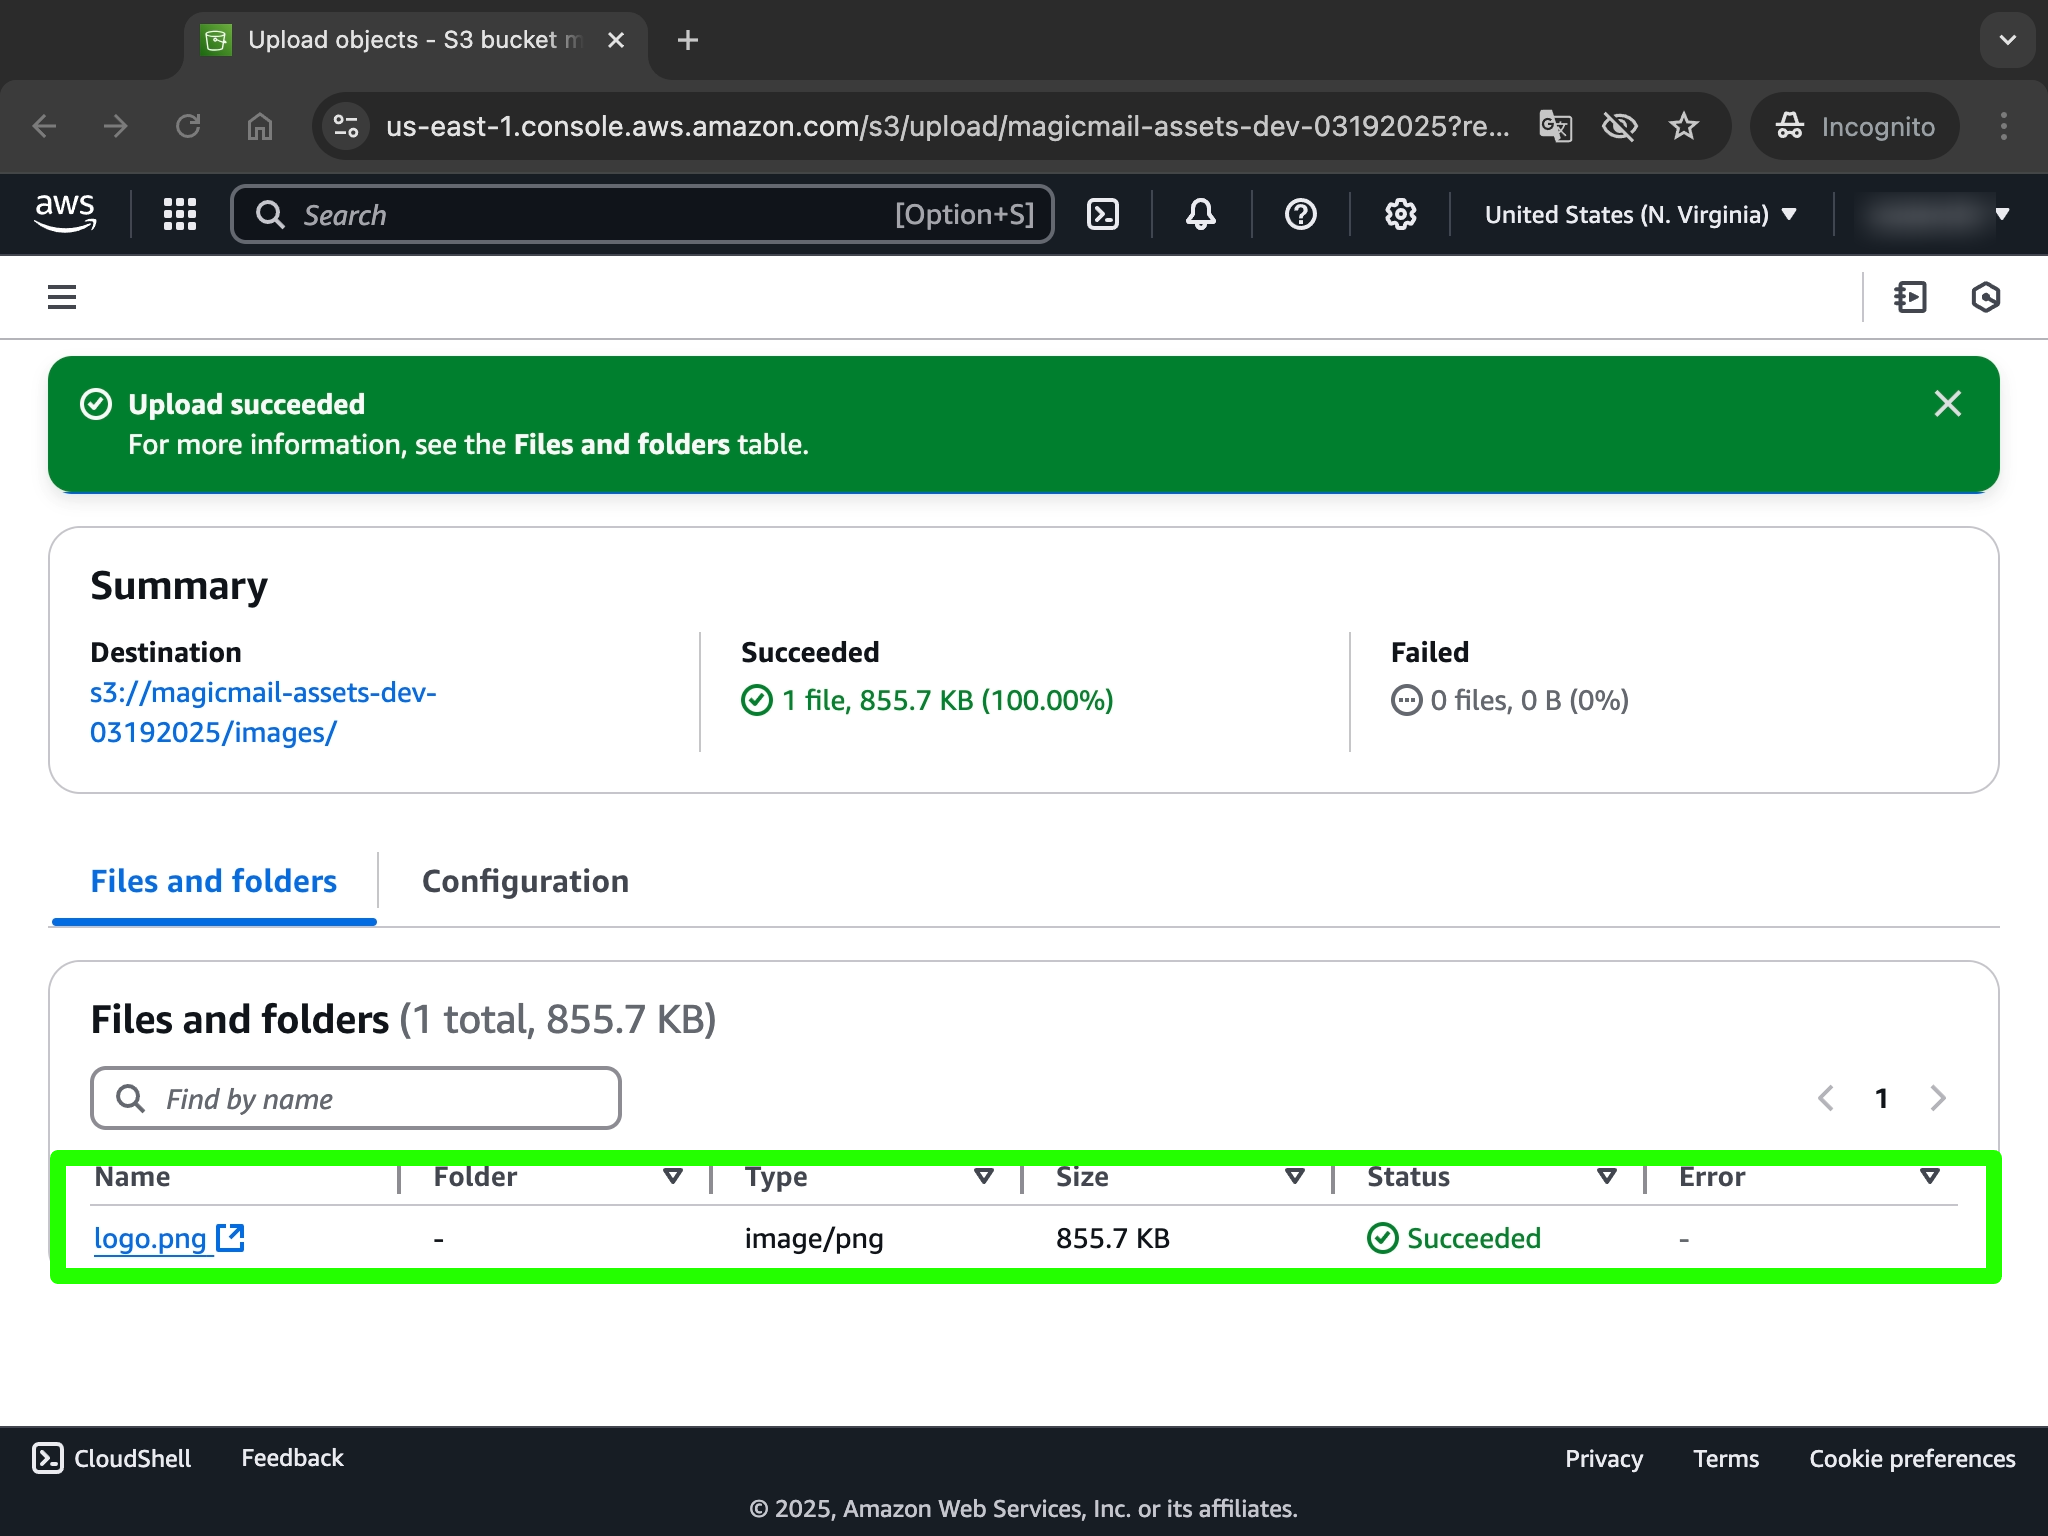 Upload objects - S3 bucket m
us-east-1.console.aws.amazon.com/s3/upload/magicmail-assets-dev-03192025?re...
Incognito
aws
Search
[Option+S]
United States (N. Virginia)
Upload succeeded
For more information, see the Files and folders table.
Summary
Destination
s3://magicmail-assets-dev-
03192025/images/
Succeeded
1 file, 855.7 KB (100.00%)
Failed
0 files, 0 B (0%)
Files and folders
Configuration
Files and folders (1 total, 855.7 KB)
Find by name
1
Name Folder Type Size Status Error
logo.png - image/png 855.7 KB Succeeded -
CloudShell Feedback Privacy Terms Cookie preferences
© 2025, Amazon Web Services, Inc. or its affiliates.